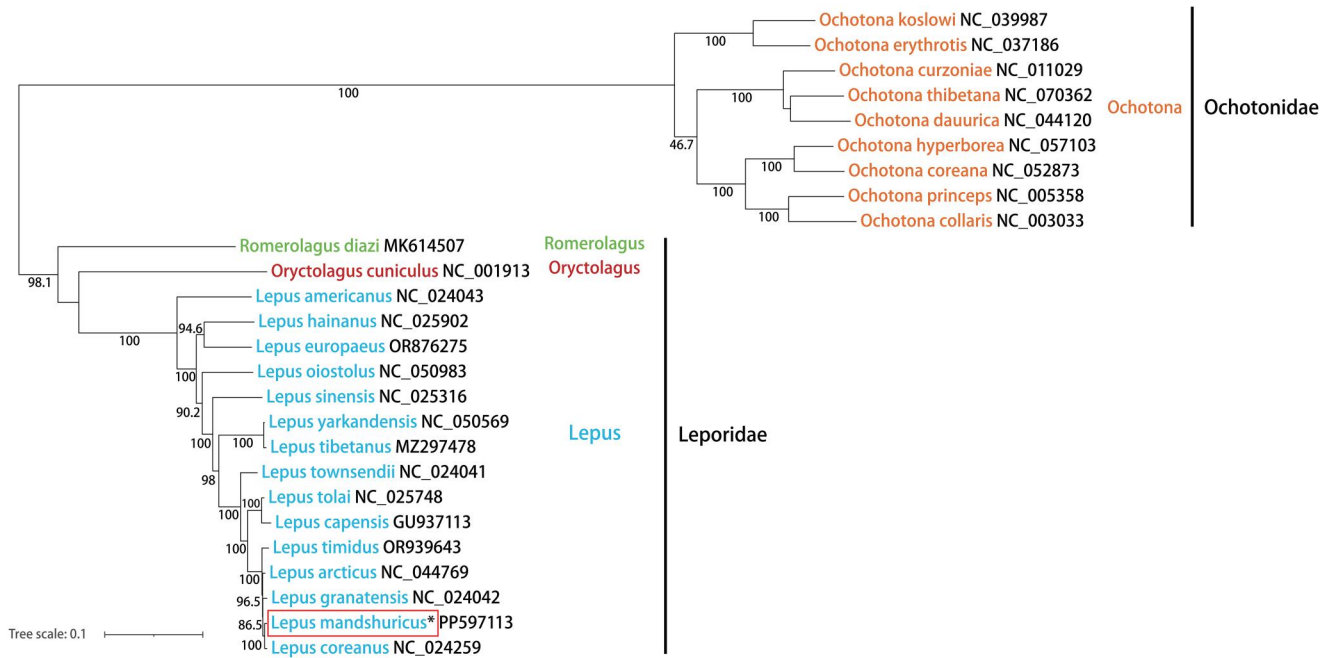 Ochotona koslowi NC_039987
100
Ochotona erythrotis NC_037186
Ochotona curzoniae NC_011029
100
100
Ochotona thibetana NC_070362
Ochotona
Ochotonidae
Ochotona dauurica NC_044120
46.7
Ochotona hyperborea NC_057103
100
Ochotona coreana NC_052873
100
Ochotona princeps NC_005358
100
Ochotona collaris NC_003033
Romerolagus diazi MK614507
Romerolagus
98.1
Oryctolagus cuniculus NC_001913
Oryctolagus
Lepus americanus NC_024043
100
94.6
Lepus hainanus NC_025902
Lepus europaeus OR876275
100
Lepus oiostolus NC_050983
90.2
Lepus sinensis NC_025316
100
Lepus yarkandensis NC_050569
100
Lepus
Leporidae
Lepus tibetanus MZ297478
98
Lepus townsendii NC_024041
100
Lepus tolai NC_025748
100
Lepus capensis GU937113
100
Lepus timidus OR939643
100
Lepus arcticus NC_044769
96.5
Lepus granatensis NC_024042
86.5
Lepus mandshuricus* PP597113
100
Lepus coreanus NC_024259
Tree scale: 0.1